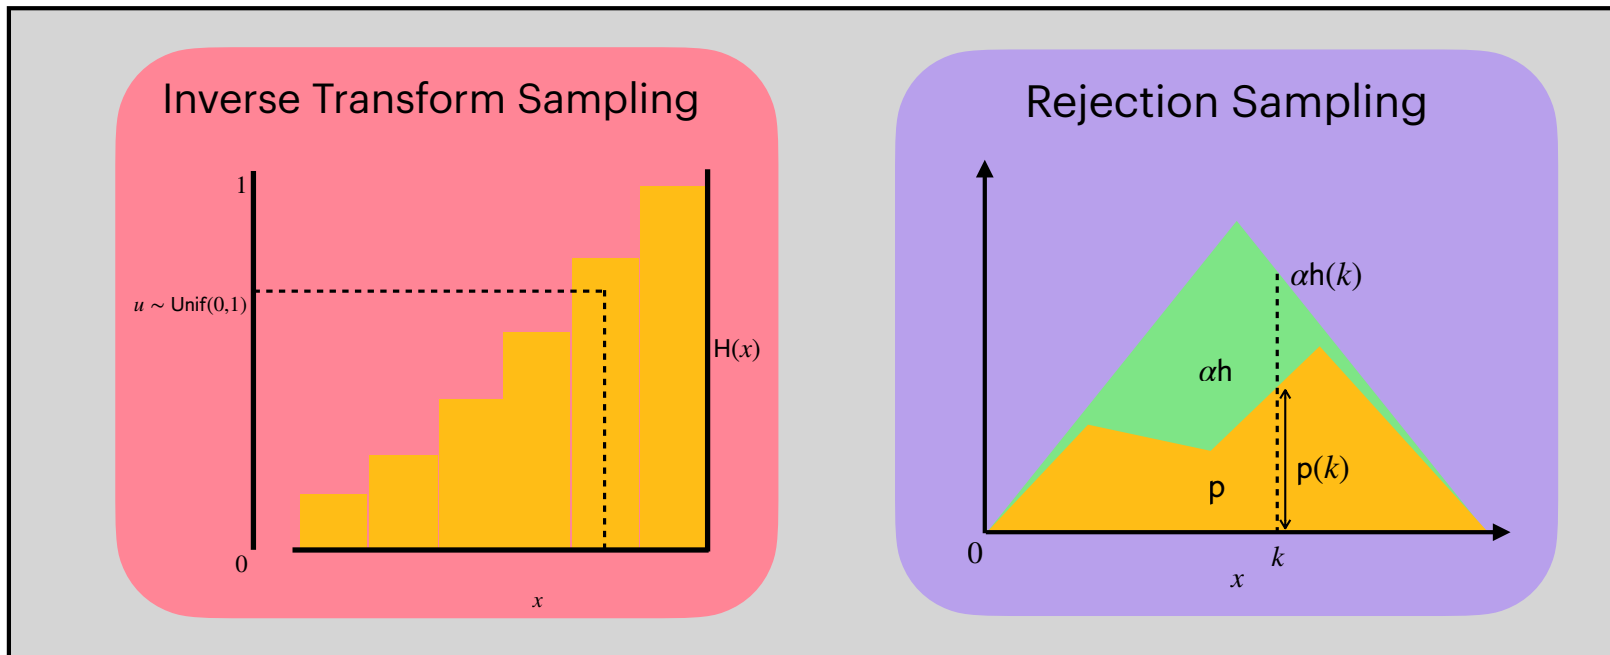 Inverse Transform Sampling
1
u ∼ Unif(0,1)
H(x)
0
x
Rejection Sampling
αh(k)
αh
p(k)
p
0
k
x